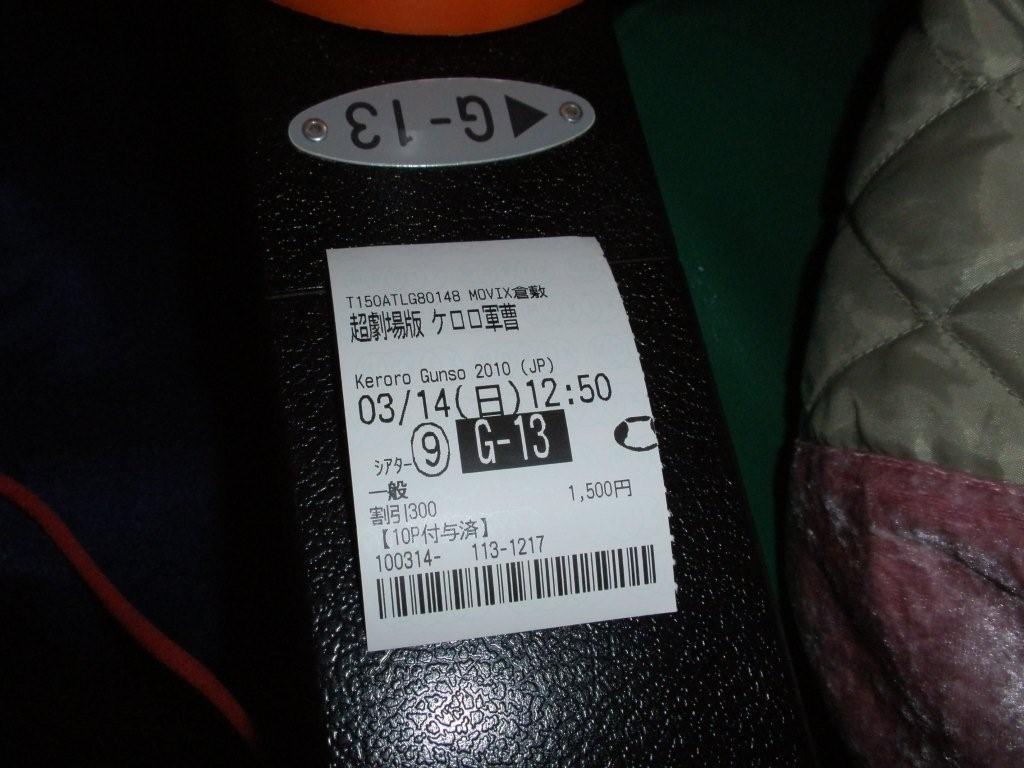 G-13
T150ATLG80148 MOVIX倉敷
超劇場版 ケロロ軍曹
Keroro Gunso 2010 (JP)
03/14(日)12:50
シアター ⑨ G-13
一般 1,500円
割引300
【10P付与済】
100314- 113-1217